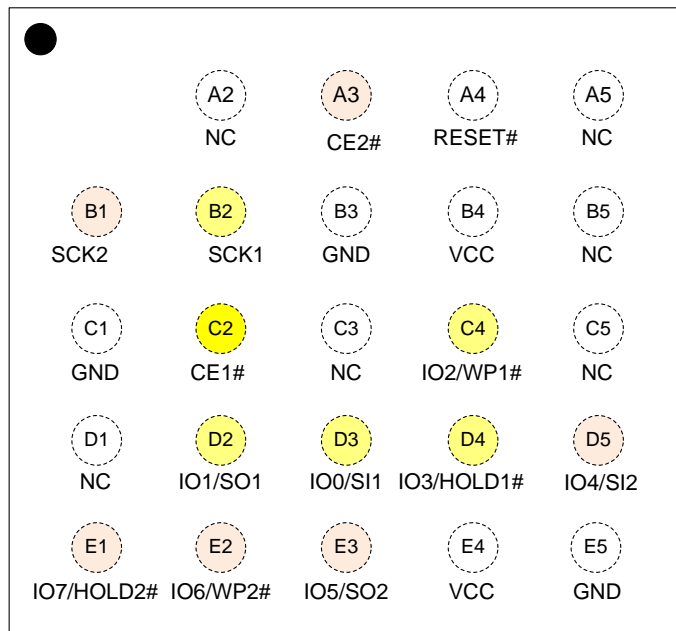 A2 A3 A4 A5
NC CE2# RESET# NC
B1 B2 B3 B4 B5
SCK2 SCK1 GND VCC NC
C1 C2 C3 C4 C5
GND CE1# NC IO2/WP1# NC
D1 D2 D3 D4 D5
NC IO1/SO1 IO0/SI1 IO3/HOLD1# IO4/SI2
E1 E2 E3 E4 E5
IO7/HOLD2# IO6/WP2# IO5/SO2 VCC GND